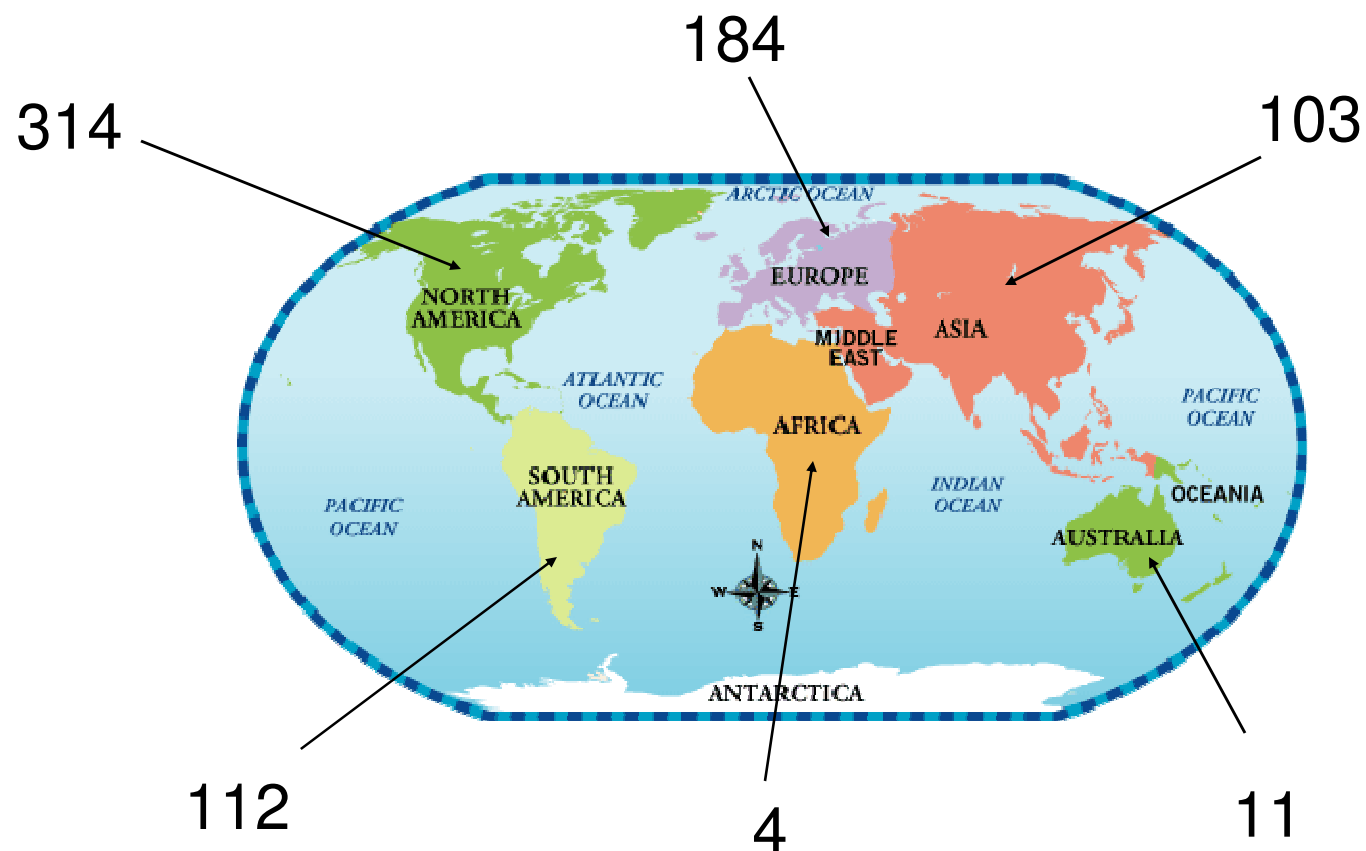 184
314
103
ARCTIC OCEAN
EUROPE
NORTH
AMERICA
ASIA
MIDDLE
EAST
ATLANTIC
OCEAN
PACIFIC
OCEAN
AFRICA
SOUTH
AMERICA
INDIAN
OCEAN
OCEANIA
PACIFIC
OCEAN
AUSTRALIA
N
W E
S
ANTARCTICA
112
4
11